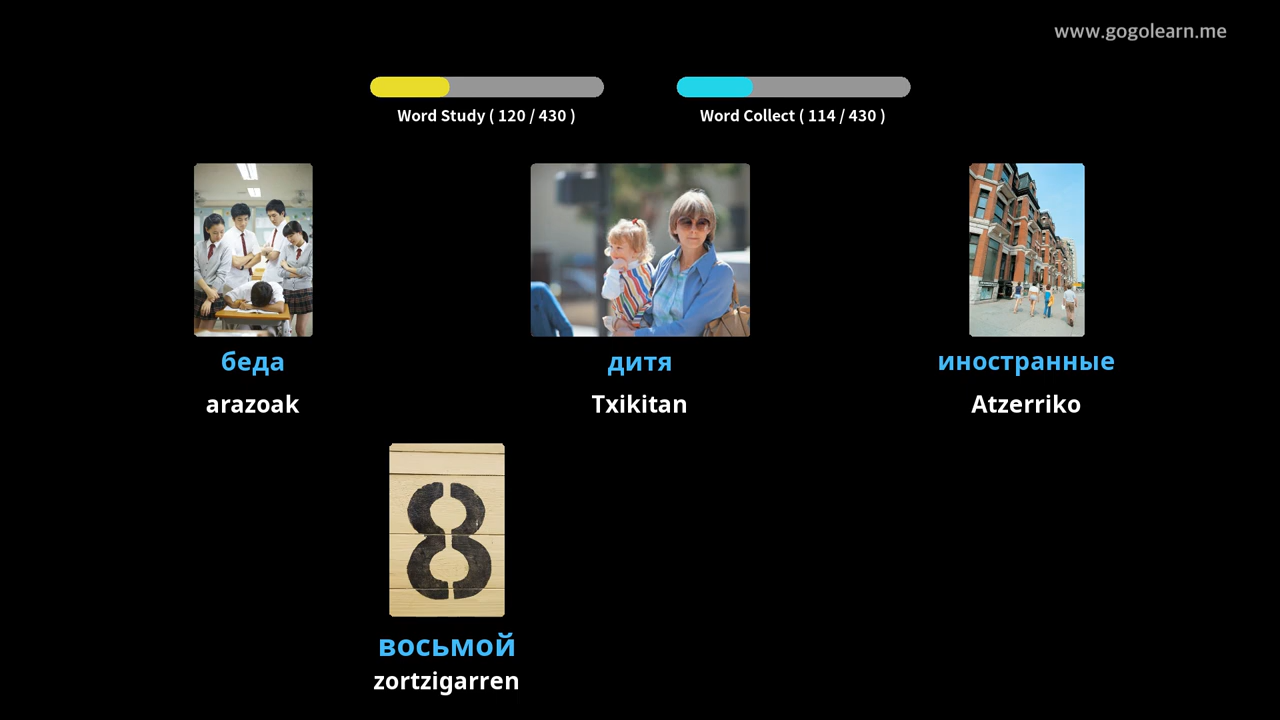 www.gogolearn.me
Word Study ( 120 / 430 )
Word Collect ( 114 / 430 )
беда
дитя
иностранные
arazoak
Txikitan
Atzerriko
8
восьмой
zortzigarren